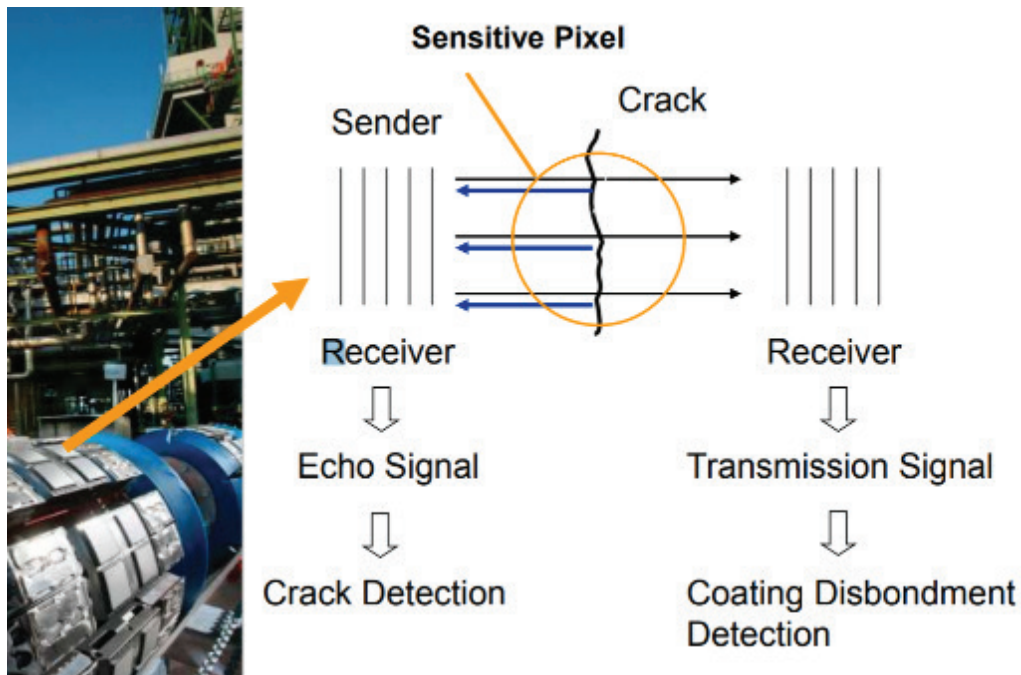 Sensitive Pixel
Sender
Crack
Receiver
Receiver
Echo Signal
Transmission Signal
Crack Detection
Coating Disbondment
Detection